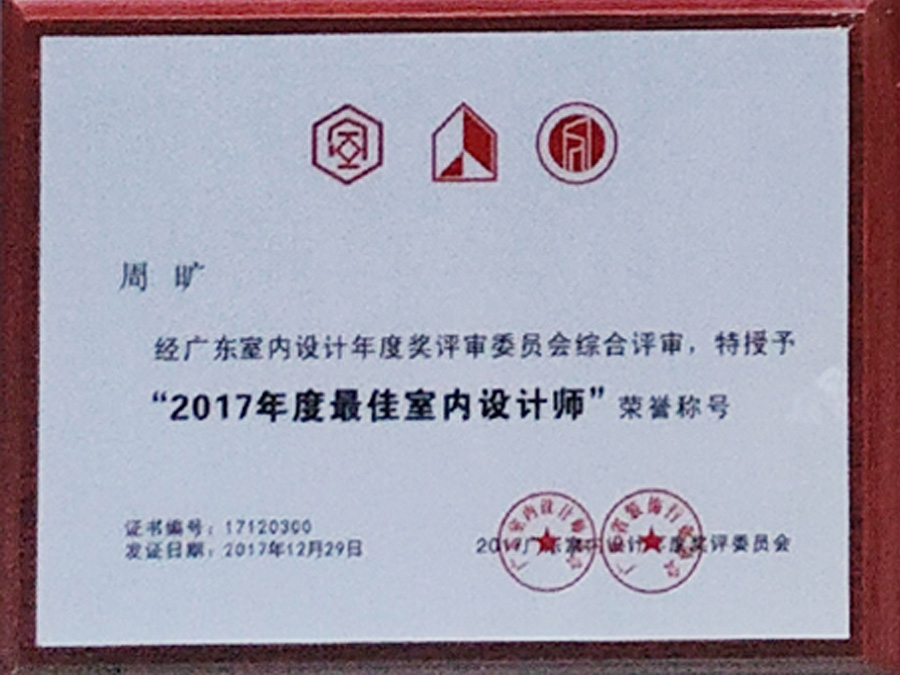 周 旷
经广东室内设计年度奖评审委员会综合评审，特授予
“2017年度最佳室内设计师”荣誉称号
证书编号：17120300
发证日期：2017年12月29日
2017广东室内设计年度奖评委员会